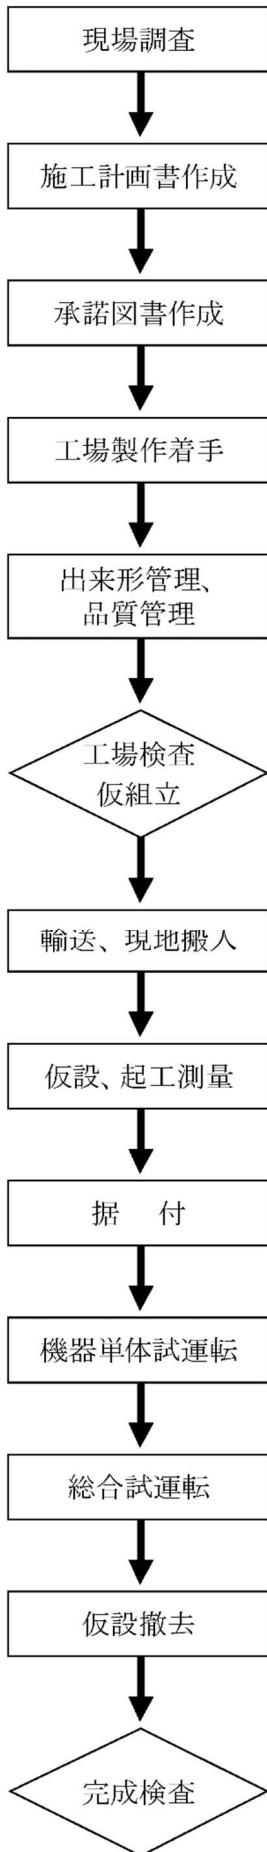 現場調査
施工計画書作成
承諾図書作成
工場製作着手
出来形管理、
品質管理
工場検査
仮組立
輸送、現地搬入
仮設、起工測量
据　付
機器単体試運転
総合試運転
仮設撤去
完成検査